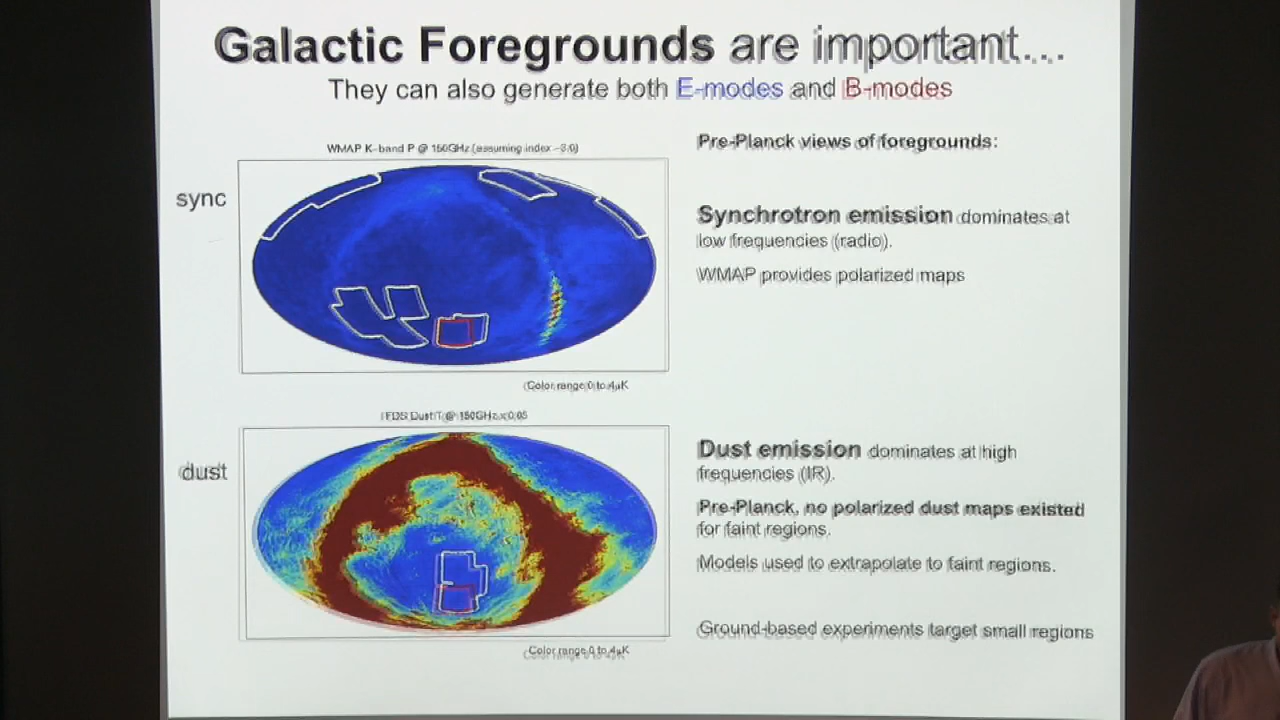 Galactic Foregrounds are important...
They can also generate both E-modes and B-modes
WMAP K-band P @ 150GHz (assuming index -3.0)
sync
Color range 0 to 4µK
Pre-Planck views of foregrounds:
Synchrotron emission dominates at
low frequencies (radio).
WMAP provides polarized maps
FDS Dust T @ 150GHz x 0.05
dust
Color range 0 to 4µK
Dust emission dominates at high
frequencies (IR).
Pre-Planck, no polarized dust maps existed
for faint regions.
Models used to extrapolate to faint regions.
Ground-based experiments target small regions